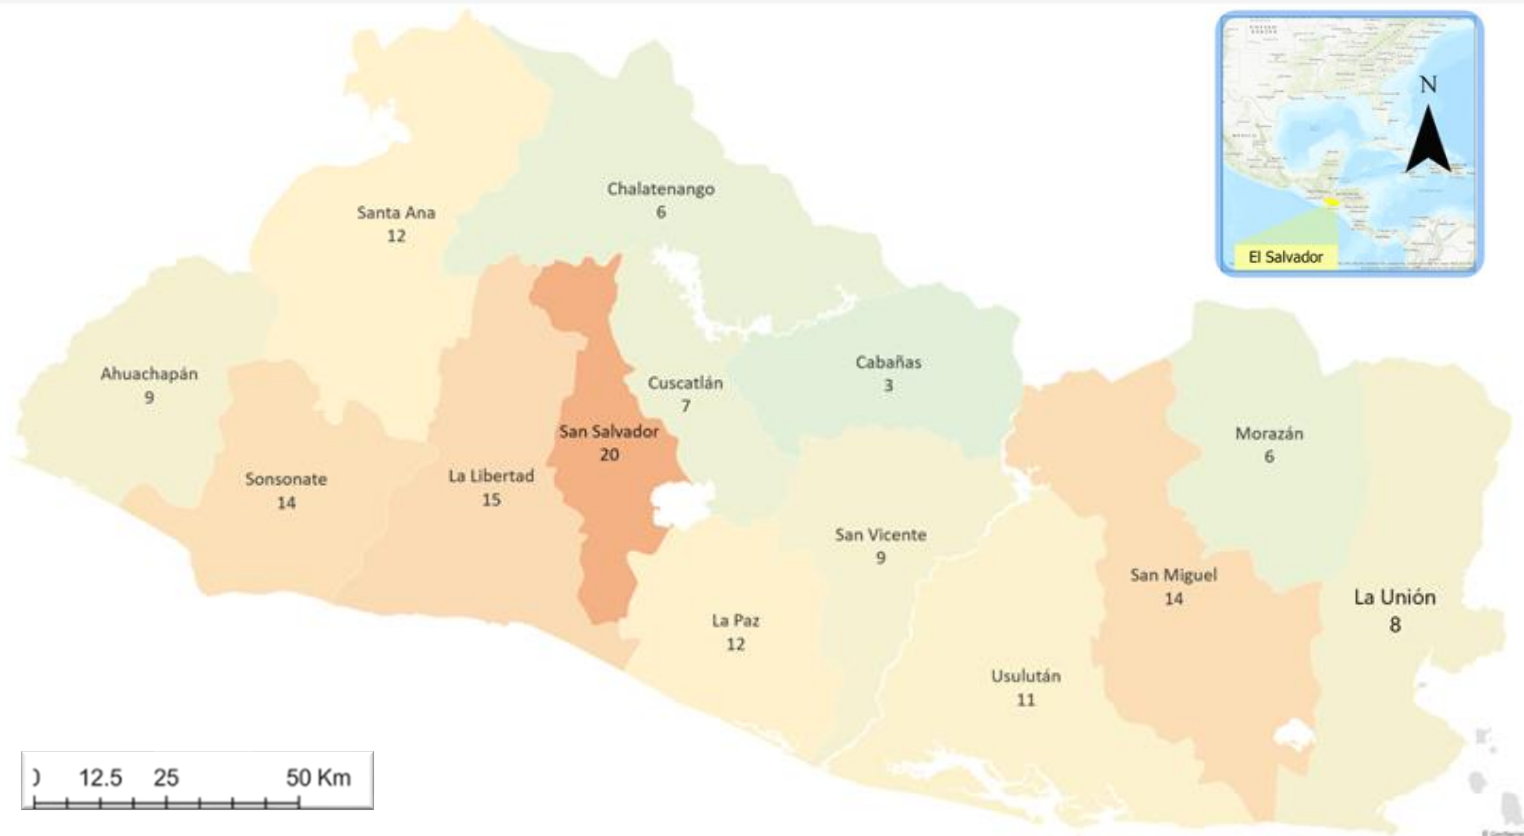 N
El Salvador
Chalatenango
6
Santa Ana
12
Cabañas
3
Ahuachapán
9
Cuscatlán
7
San Salvador
20
Morazán
6
La Libertad
15
Sonsonate
14
San Vicente
9
San Miguel
14
La Unión
8
La Paz
12
Usulután
11
12.5 25 50 Km